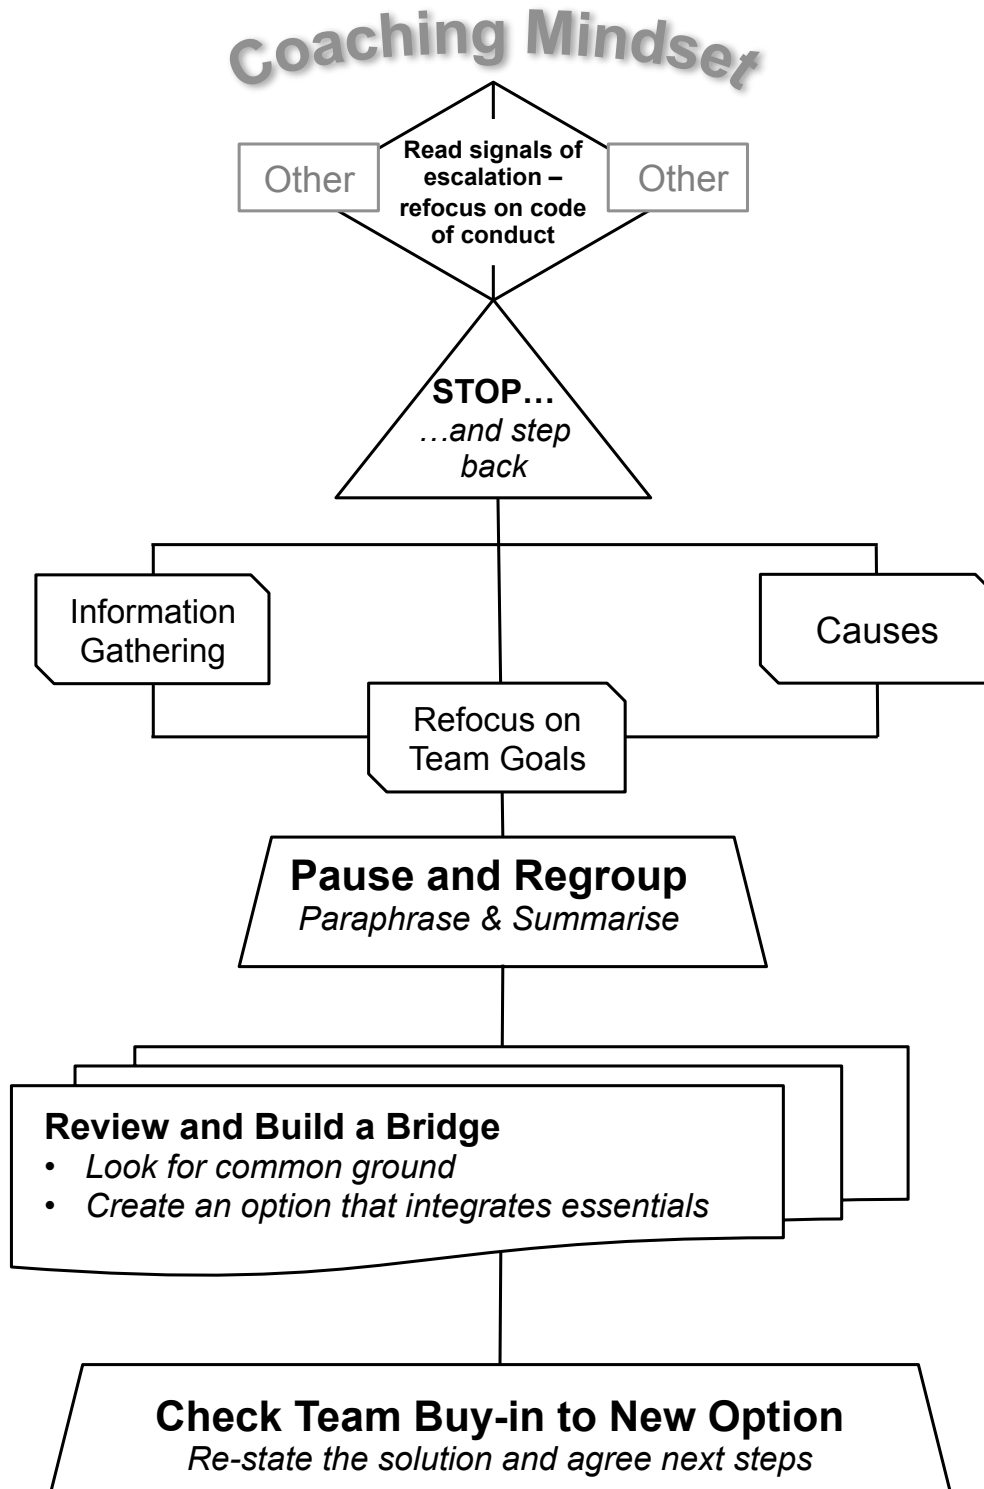 Coaching Mindset
Other
Read signals of
escalation –
refocus on code
of conduct
Other
STOP…
…and step
back
Information
Gathering
Causes
Refocus on
Team Goals
Pause and Regroup
Paraphrase & Summarise
Review and Build a Bridge
• Look for common ground
• Create an option that integrates essentials
Check Team Buy-in to New Option
Re-state the solution and agree next steps